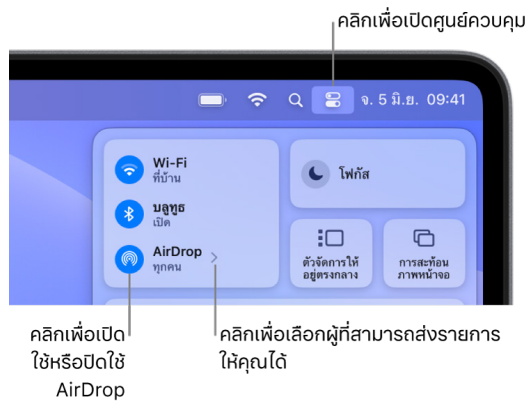 คลิกเพื่อเปิดศูนย์ควบคุม
จ. 5 มิ.ย. 09:41
Wi-Fi
ที่บ้าน
โฟกัส
บลูทูธ
เปิด
AirDrop
ทุกคน
ตัวจัดการให้
อยู่ตรงกลาง
การสะท้อน
ภาพหน้าจอ
คลิกเพื่อเปิด
ใช้หรือปิดใช้
AirDrop
คลิกเพื่อเลือกผู้ที่สามารถส่งรายการ
ให้คุณได้